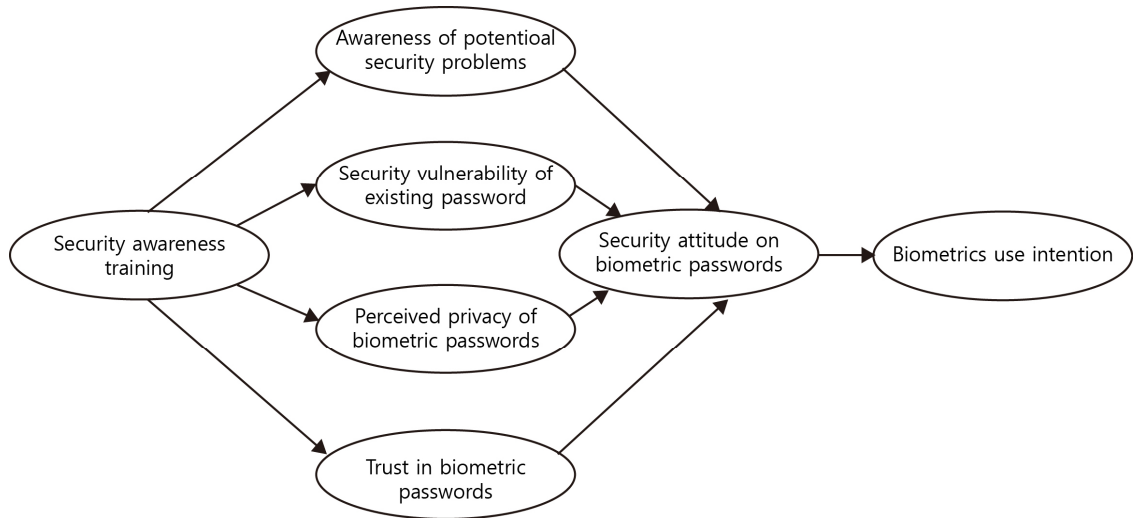 Awareness of potentioal
security problems
Security vulnerability of
existing password
Security awareness
training
Security attitude on
biometric passwords
Biometrics use intention
Perceived privacy of
biometric passwords
Trust in biometric
passwords